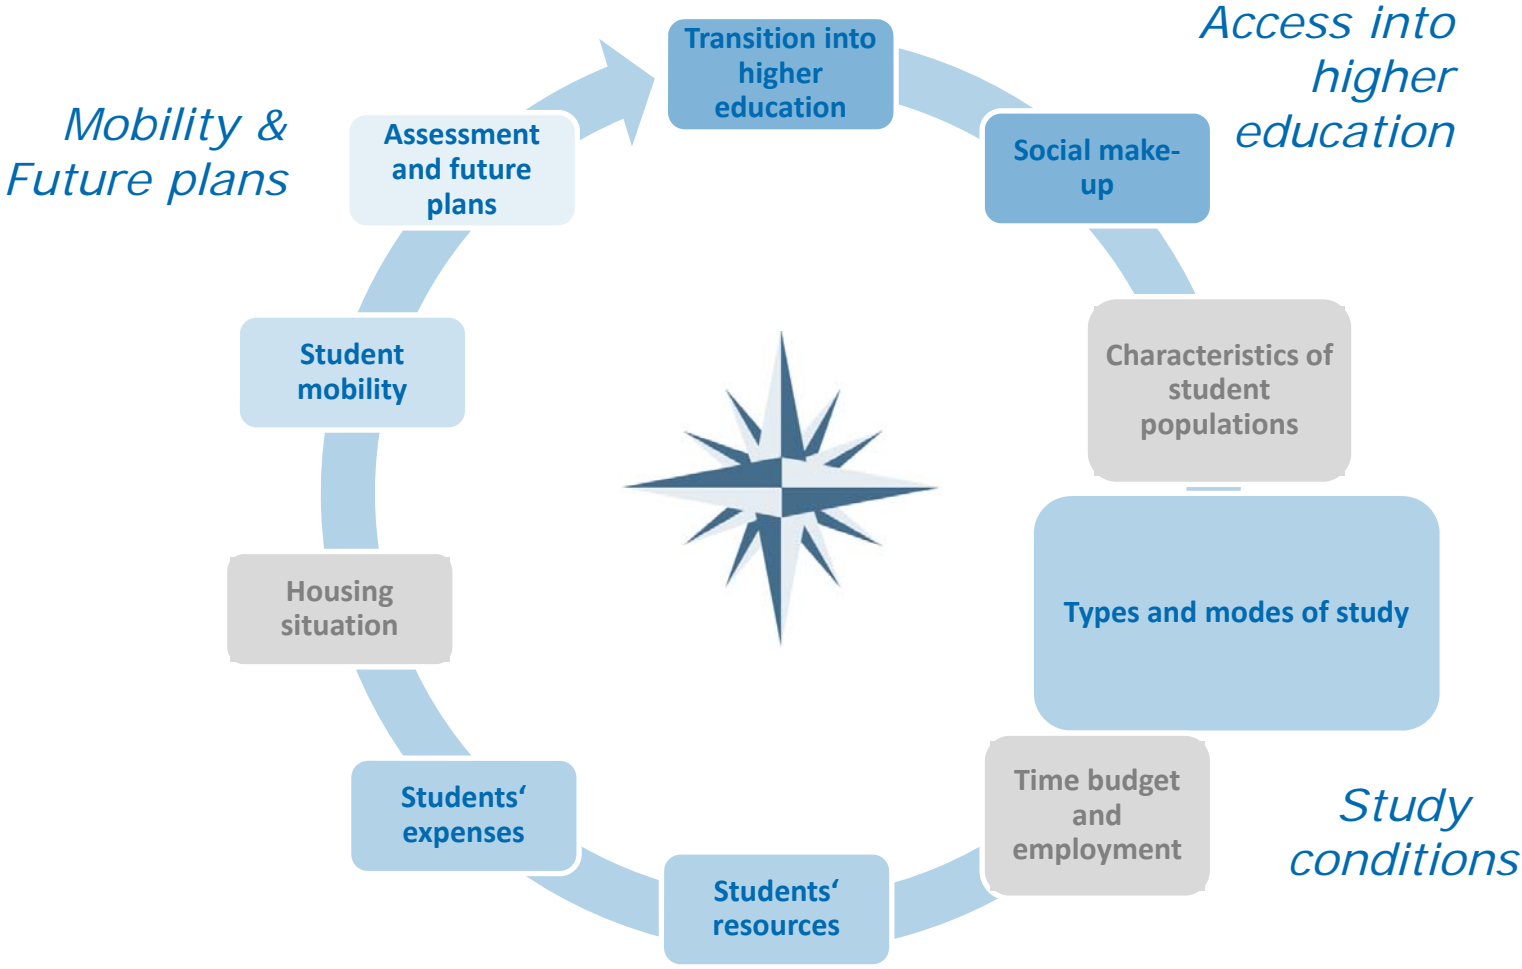 Access into
higher
education
Transition into
higher
education
Social make-
up
Characteristics of
student
populations
Types and modes of study
Time budget
and
employment
Study
conditions
Students‘
resources
Students‘
expenses
Housing
situation
Student
mobility
Assessment
and future
plans
Mobility &
Future plans